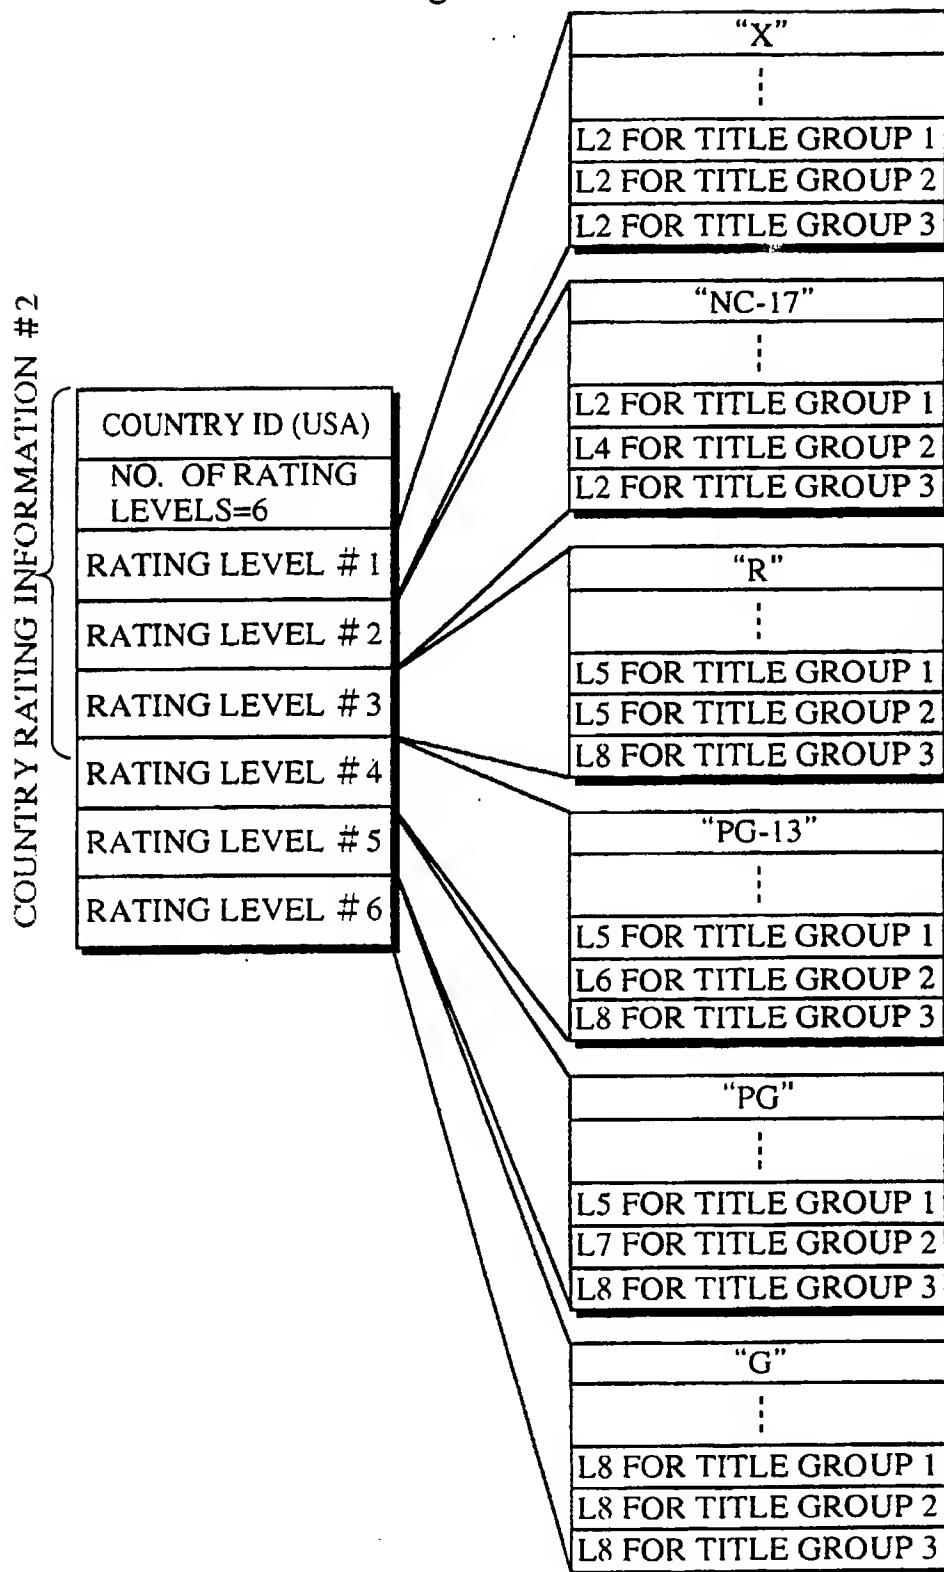 COUNTRY RATING INFORMATION #2
COUNTRY ID (USA)
NO. OF RATING
LEVELS=6
RATING LEVEL #1
RATING LEVEL #2
RATING LEVEL #3
RATING LEVEL #4
RATING LEVEL #5
RATING LEVEL #6
“X”
L2 FOR TITLE GROUP 1
L2 FOR TITLE GROUP 2
L2 FOR TITLE GROUP 3
“NC-17”
L2 FOR TITLE GROUP 1
L4 FOR TITLE GROUP 2
L2 FOR TITLE GROUP 3
“R”
L5 FOR TITLE GROUP 1
L5 FOR TITLE GROUP 2
L8 FOR TITLE GROUP 3
“PG-13”
L5 FOR TITLE GROUP 1
L6 FOR TITLE GROUP 2
L8 FOR TITLE GROUP 3
“PG”
L5 FOR TITLE GROUP 1
L7 FOR TITLE GROUP 2
L8 FOR TITLE GROUP 3
“G”
L8 FOR TITLE GROUP 1
L8 FOR TITLE GROUP 2
L8 FOR TITLE GROUP 3